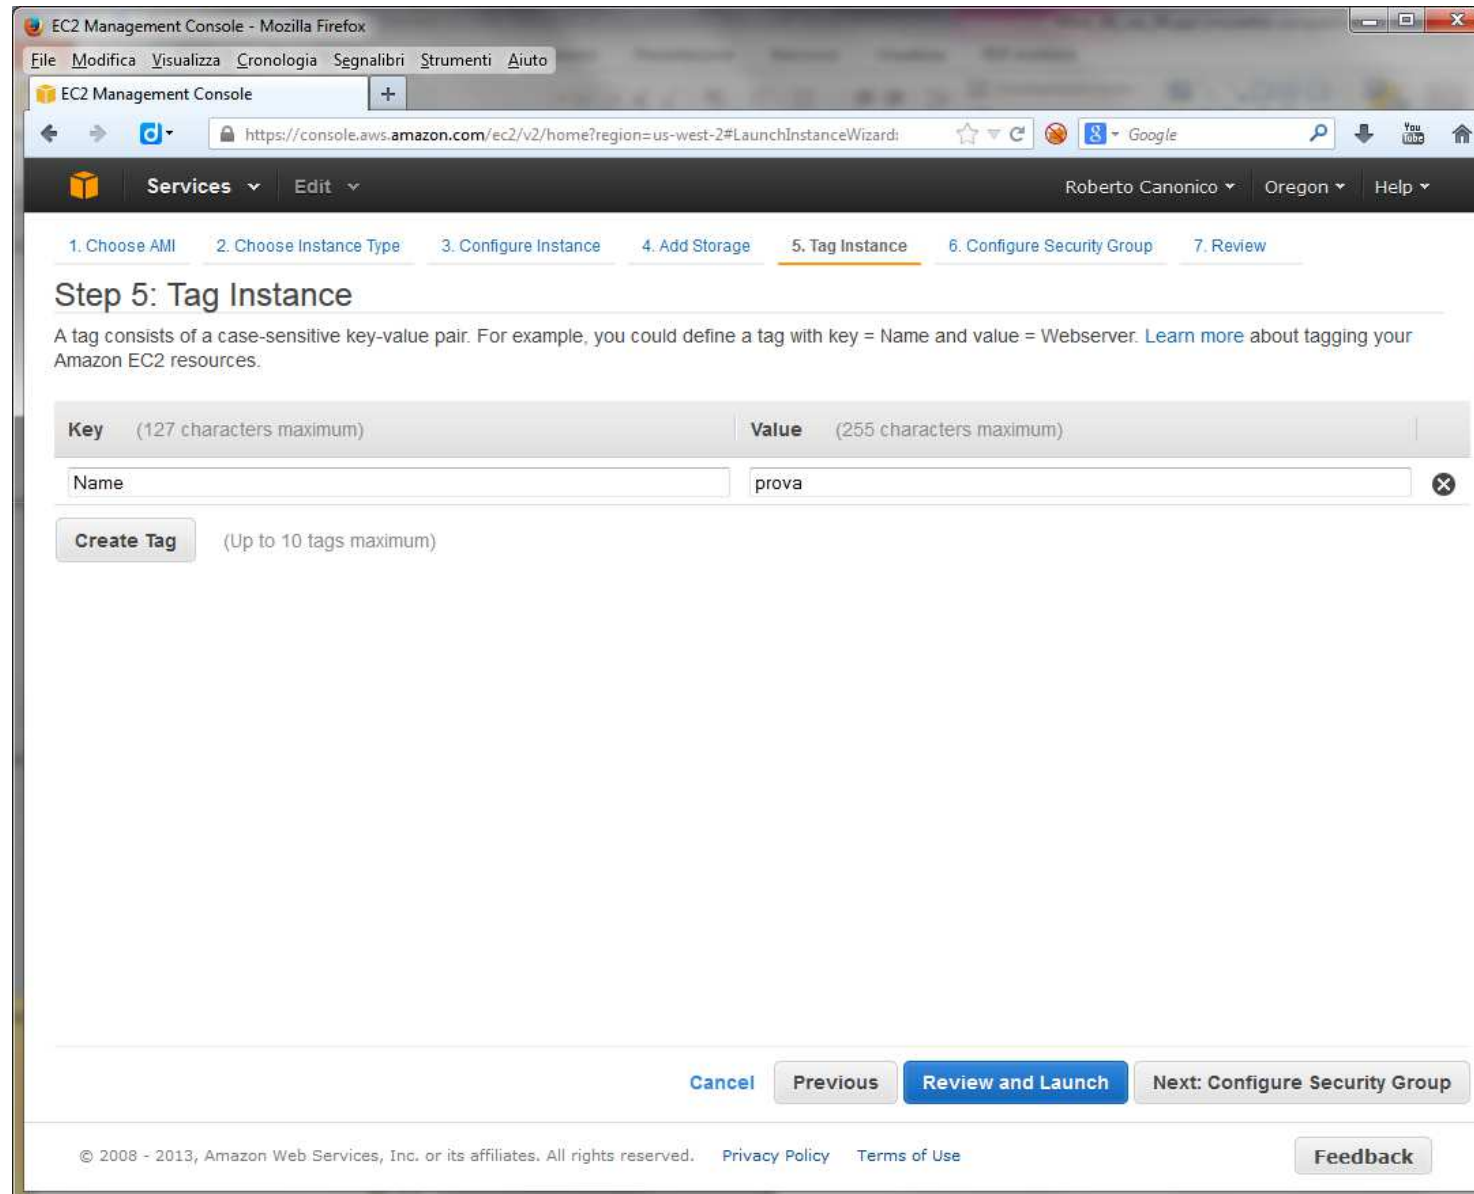 EC2 Management Console - Mozilla Firefox
File Modifica Visualizza Cronologia Segnalibri Strumenti Aiuto
EC2 Management Console
https://console.aws.amazon.com/ec2/v2/home?region=us-west-2#LaunchInstanceWizard:
Google
You Tube
Services Edit Roberto Canonico Oregon Help
1. Choose AMI 2. Choose Instance Type 3. Configure Instance 4. Add Storage 5. Tag Instance 6. Configure Security Group 7. Review
Step 5: Tag Instance
A tag consists of a case-sensitive key-value pair. For example, you could define a tag with key = Name and value = Webserver. Learn more about tagging your
Amazon EC2 resources.
Key (127 characters maximum) Value (255 characters maximum)
Name prova
Create Tag (Up to 10 tags maximum)
Cancel Previous Review and Launch Next: Configure Security Group
© 2008 - 2013, Amazon Web Services, Inc. or its affiliates. All rights reserved. Privacy Policy Terms of Use Feedback